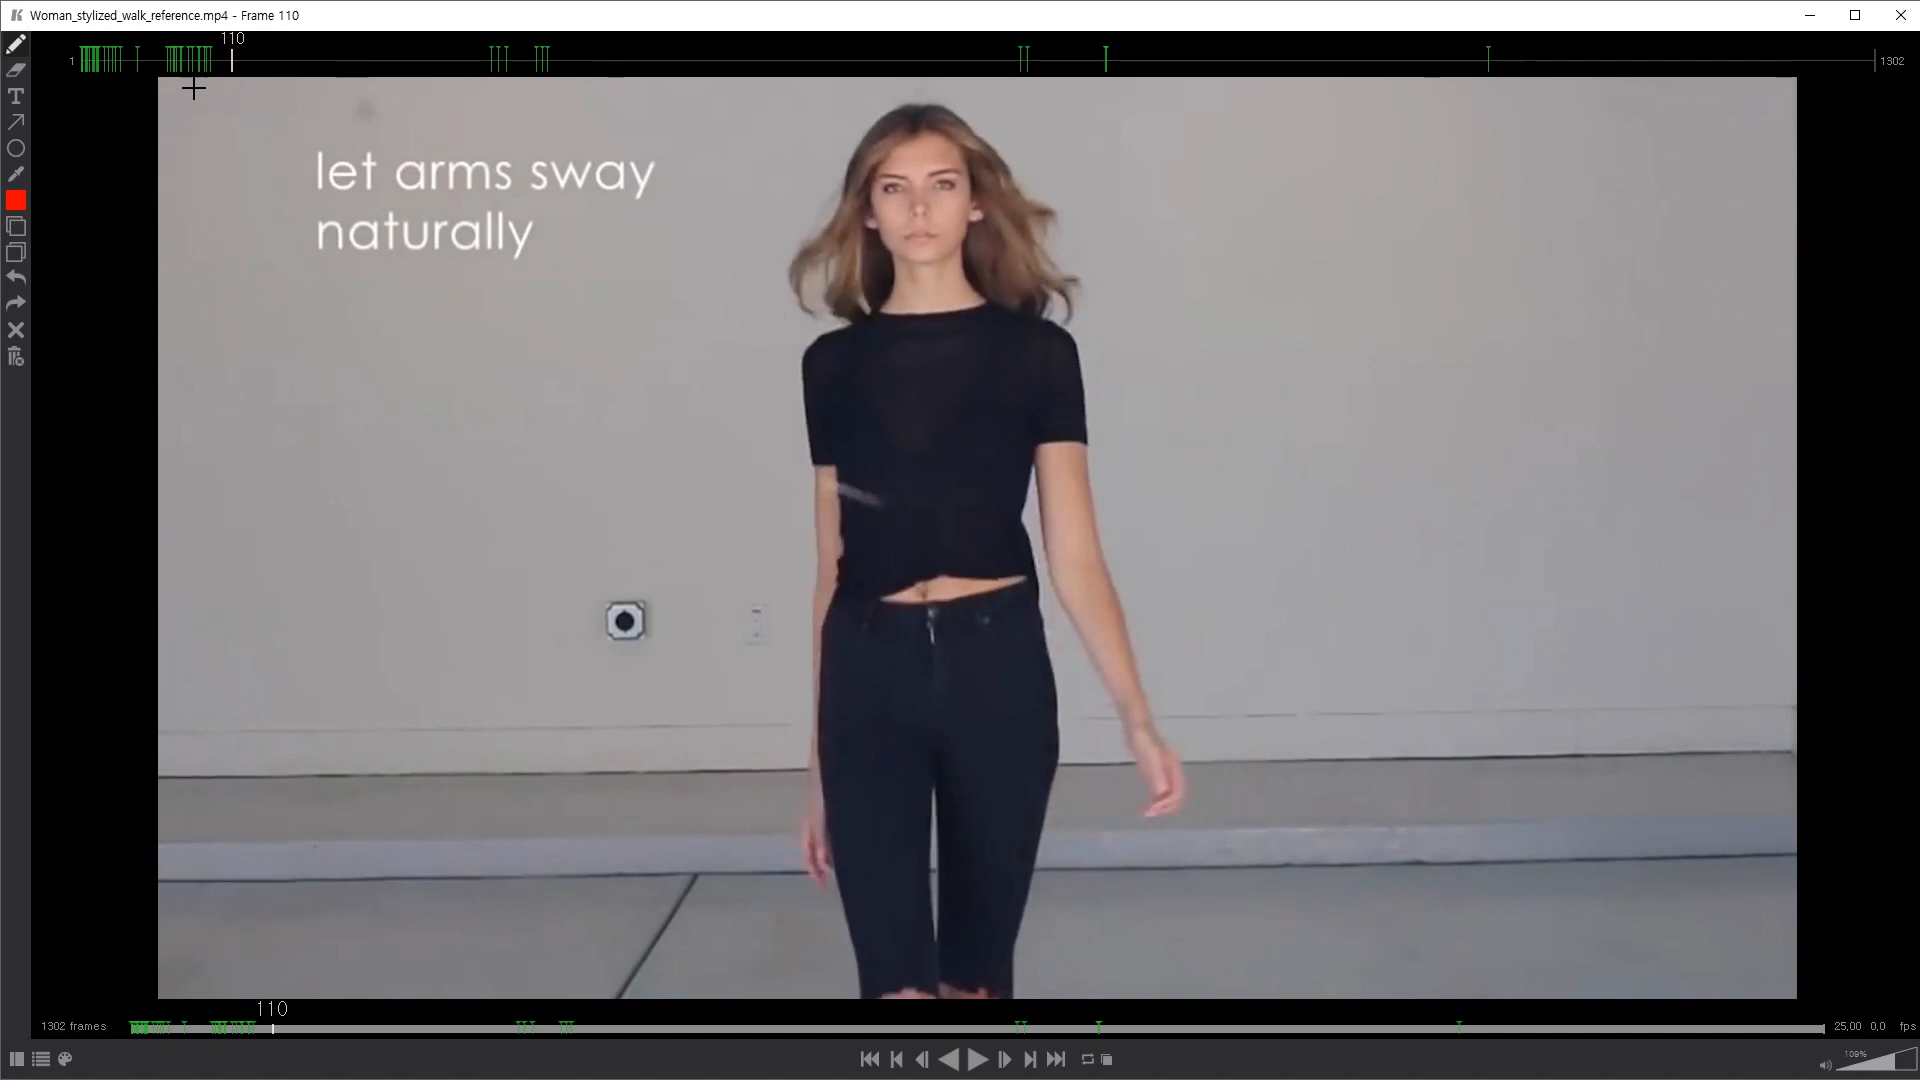 Woman_stylized_walk_reference.mp4 - Frame 110
110
1
1302
let arms sway
naturally
110
1302 frames
25,00 0,0 fps
109%